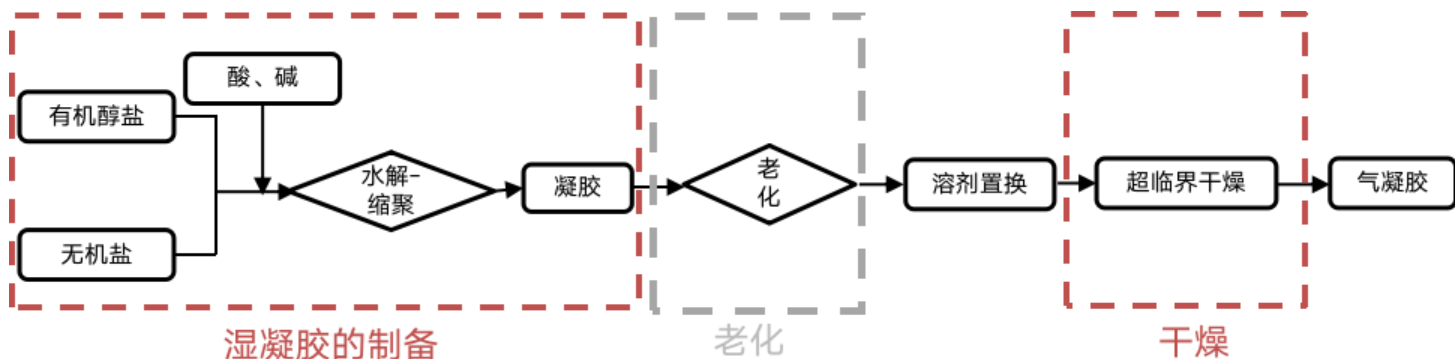 酸、碱
有机醇盐
无机盐
水解-
缩聚
凝胶
老
化
溶剂置换
超临界干燥
气凝胶
湿凝胶的制备
老化
干燥